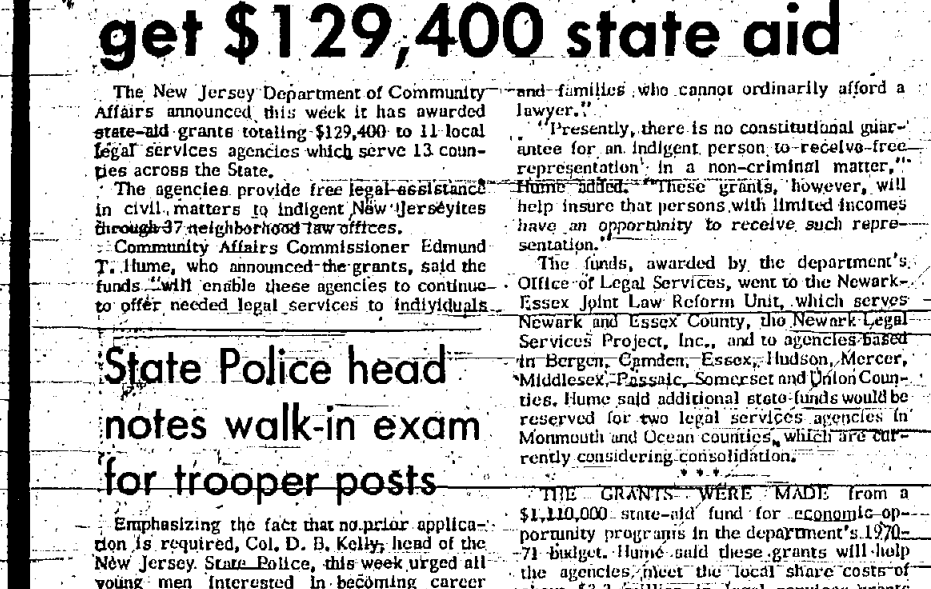 get $129,400 state aid
The New Jersey Department of Community
Affairs announced this week it has awarded
state-aid grants totaling $129,400 to 11 local
legal services agencies which serve 13 coun-
ties across the State.
The agencies provide free legal assistance
in civil matters to indigent New Jerseyites
through 37 neighborhood law offices.
Community Affairs Commissioner Edmund
T. Hume, who announced the grants, said the
funds "will enable these agencies to continue
to offer needed legal services to individuals
and families who cannot ordinarily afford a
lawyer."
"Presently, there is no constitutional guar-
antee for an indigent person to receive free
representation in a non-criminal matter,"
Hume added. "These grants, however, will
help insure that persons with limited incomes
have an opportunity to receive such repre-
sentation."
The funds, awarded by the department's
Office of Legal Services, went to the Newark-
Essex Joint Law Reform Unit, which serves
Newark and Essex County, the Newark Legal
Services Project, Inc., and to agencies based
in Bergen, Camden, Essex, Hudson, Mercer,
Middlesex, Passaic, Somerset and Union Coun-
ties. Hume said additional state funds would be
reserved for two legal services agencies in
Monmouth and Ocean counties, which are cur-
rently considering consolidation.
* * *
THE GRANTS WERE MADE from a
$1,110,000 state-aid fund for economic op-
portunity programs in the department's 1970-
71 budget. Hume said these grants will help
the agencies meet the local share costs of
State Police head
notes walk-in exam
for trooper posts
Emphasizing the fact that no prior applica-
tion is required, Col. D. B. Kelly, head of the
New Jersey State Police, this week urged all
young men interested in becoming career